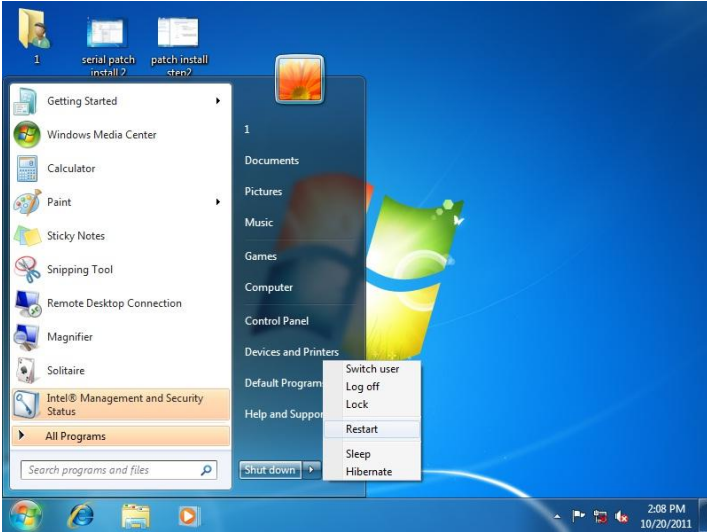 1
serial patch
install 2
patch install
step2
Getting Started
Windows Media Center
Calculator
Paint
Sticky Notes
Snipping Tool
Remote Desktop Connection
Magnifier
Solitaire
Intel® Management and Security
Status
All Programs
Search programs and files
1
Documents
Pictures
Music
Games
Computer
Control Panel
Devices and Printers
Default Program
Help and Suppor
Shut down
Switch user
Log off
Lock
Restart
Sleep
Hibernate
2:08 PM
10/20/2011